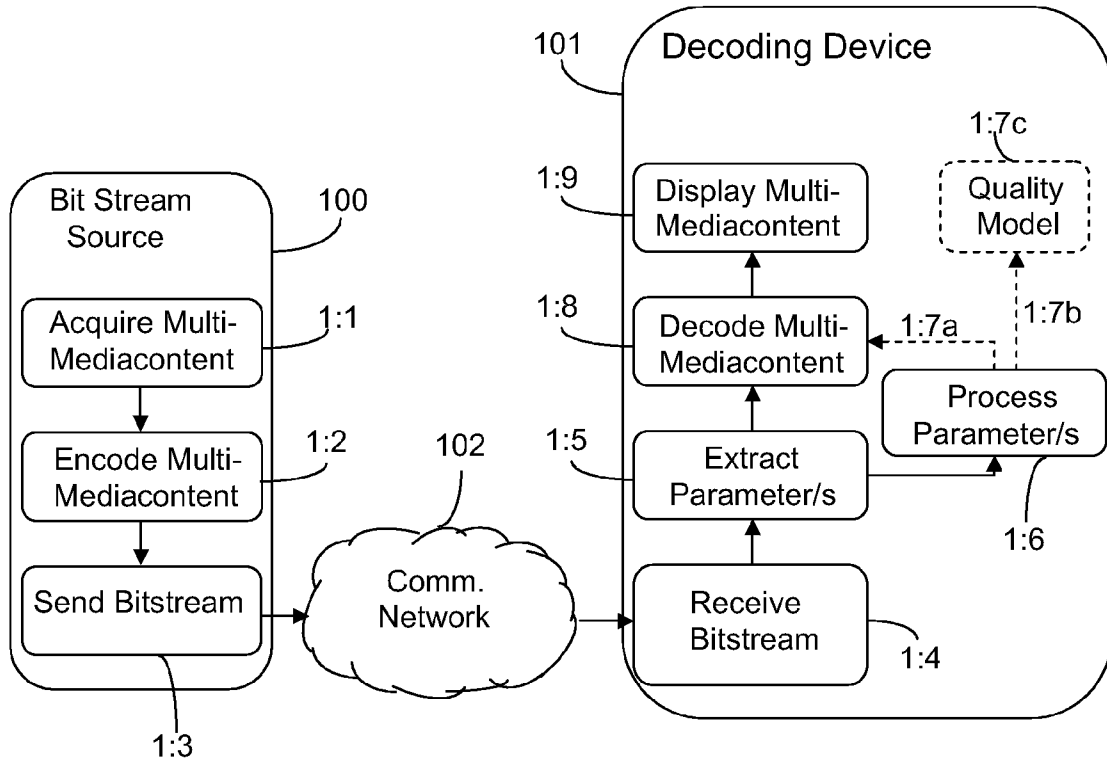 101
Decoding Device
1:7c
Quality
Model
1:9
Display Multi-
Mediacontent
Bit Stream
Source
100
1:8
Decode Multi-
Mediacontent
1:7a
1:7b
Acquire Multi-
Mediacontent
1:1
Process
Parameter/s
1:2
Encode Multi-
Mediacontent
102
1:5
Extract
Parameter/s
1:6
Send Bitstream
Comm.
Network
Receive
Bitstream
1:4
1:3